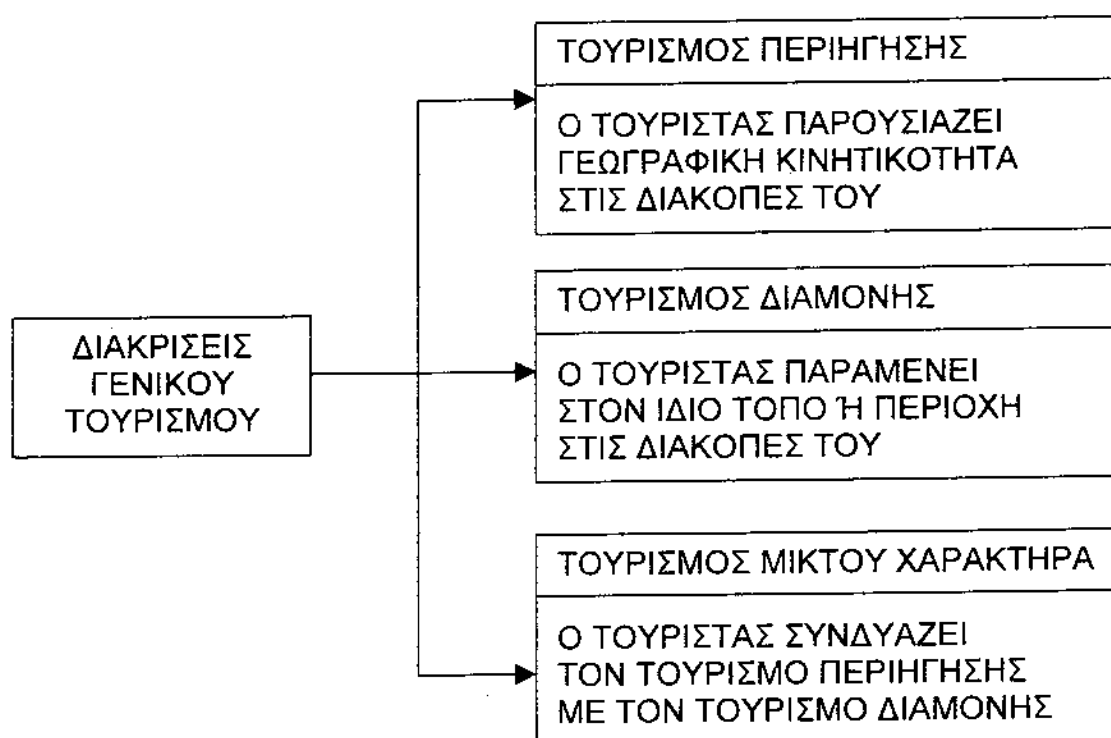 ΤΟΥΡΙΣΜΟΣ ΠΕΡΙΗΓΗΣΗΣ
Ο ΤΟΥΡΙΣΤΑΣ ΠΑΡΟΥΣΙΑΖΕΙ
ΓΕΩΓΡΑΦΙΚΗ ΚΙΝΗΤΙΚΟΤΗΤΑ
ΣΤΙΣ ΔΙΑΚΟΠΕΣ ΤΟΥ
ΔΙΑΚΡΙΣΕΙΣ
ΓΕΝΙΚΟΥ
ΤΟΥΡΙΣΜΟΥ
ΤΟΥΡΙΣΜΟΣ ΔΙΑΜΟΝΗΣ
Ο ΤΟΥΡΙΣΤΑΣ ΠΑΡΑΜΕΝΕΙ
ΣΤΟΝ ΙΔΙΟ ΤΟΠΟ Ή ΠΕΡΙΟΧΗ
ΣΤΙΣ ΔΙΑΚΟΠΕΣ ΤΟΥ
ΤΟΥΡΙΣΜΟΣ ΜΙΚΤΟΥ ΧΑΡΑΚΤΗΡΑ
Ο ΤΟΥΡΙΣΤΑΣ ΣΥΝΔΥΑΖΕΙ
ΤΟΝ ΤΟΥΡΙΣΜΟ ΠΕΡΙΗΓΗΣΗΣ
ΜΕ ΤΟΝ ΤΟΥΡΙΣΜΟ ΔΙΑΜΟΝΗΣ